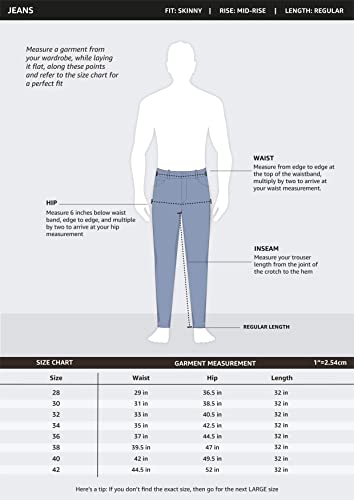 JEANS
FIT: SKINNY | RISE: MID-RISE | LENGTH: REGULAR
Measure a garment from
your wardrobe, while laying
it flat, along these points
and refer to the size chart for
a perfect fit
WAIST
Measure from edge to edge at
the top of the waistband,
multiply by two to arrive at
your waist measurement.
HIP
Measure 6 inches below waist
band, edge to edge, and multiple
by two to arrive at your hip
measurement
INSEAM
Measure your trouser
length from the joint of
the crotch to the hem
REGULAR LENGTH
SIZE CHART GARMENT MEASUREMENT 1"=2.54cm
Size Waist Hip Length
28 29 in 36.5 in 32 in
30 31 in 38.5 in 32 in
32 33 in 40.5 in 32 in
34 35 in 42.5 in 32 in
36 37 in 44.5 in 32 in
38 39.5 in 47 in 32 in
40 42 in 49.5 in 32 in
42 44.5 in 52 in 32 in
Here's a tip: If you do not find the exact size, then go for the next LARGE size